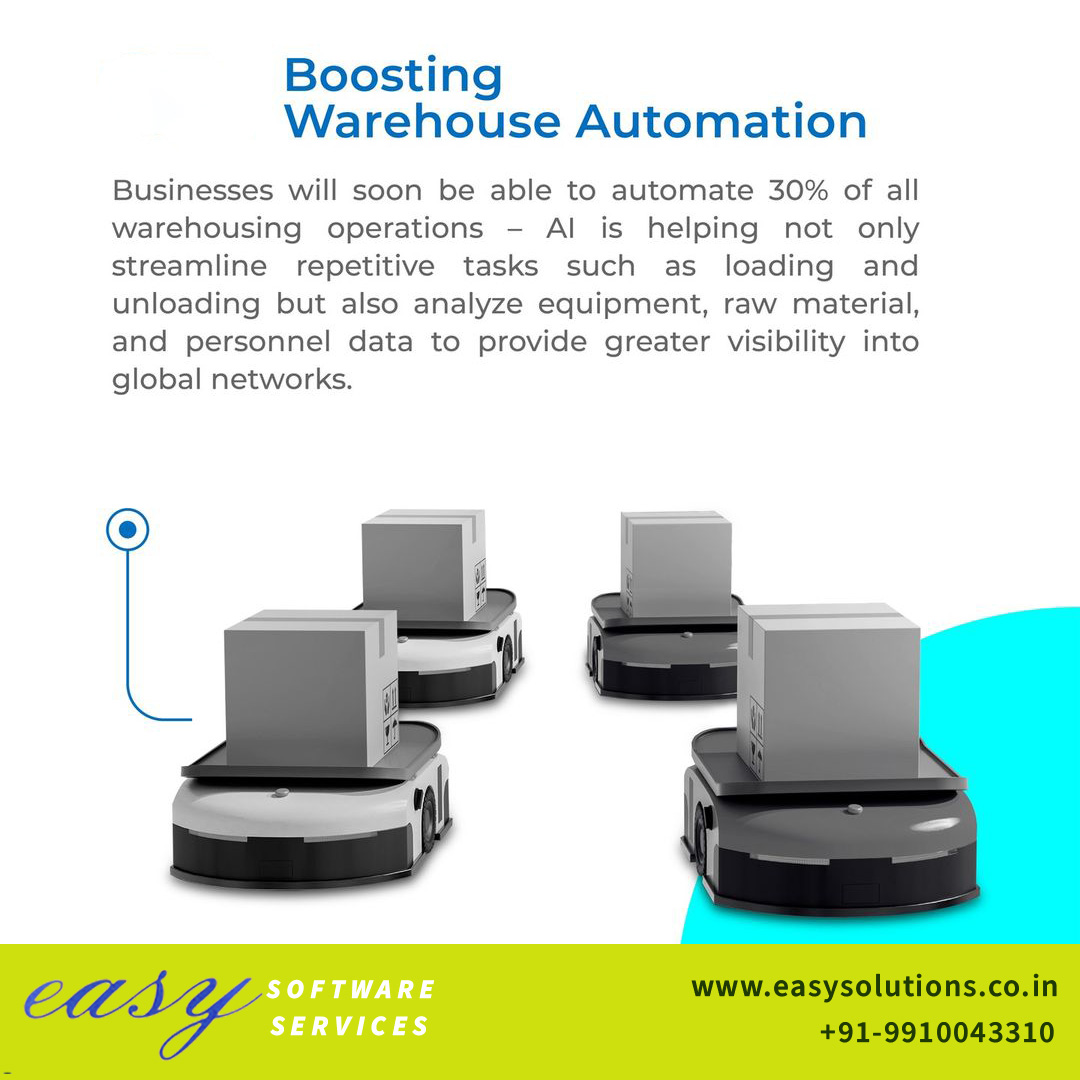 Boosting
Warehouse Automation
Businesses will soon be able to automate 30% of all
warehousing operations – AI is helping not only
streamline repetitive tasks such as loading and
unloading but also analyze equipment, raw material,
and personnel data to provide greater visibility into
global networks.
easy SOFTWARE
SERVICES
www.easysolutions.co.in
+91-9910043310